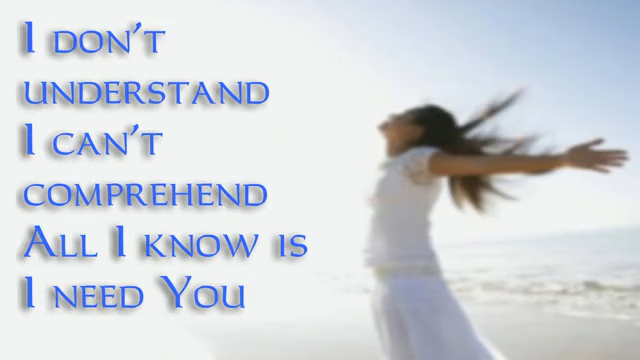 I don't
understand
I can't
comprehend
All I know is
I need You